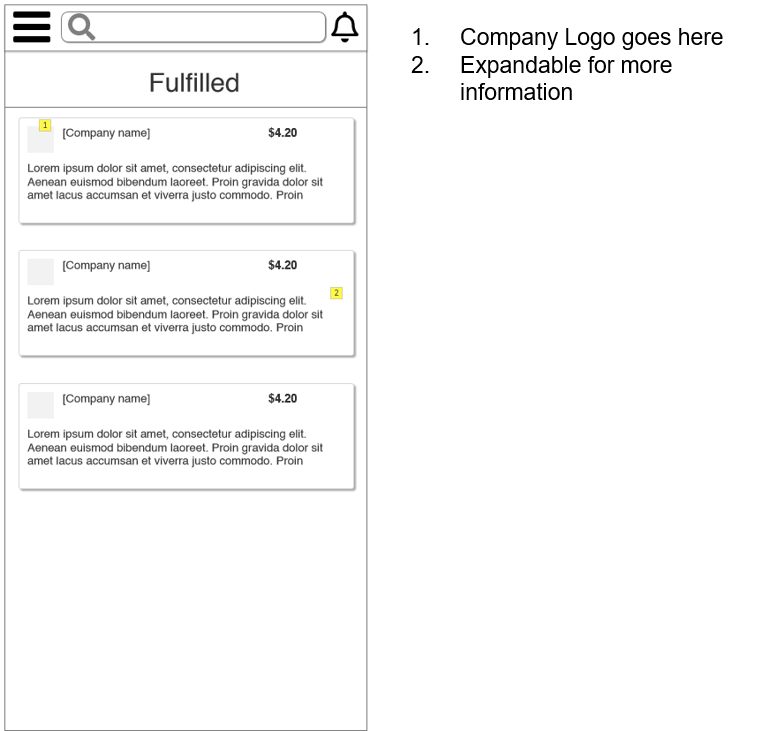 Fulfilled
1
[Company name] $4.20
Lorem ipsum dolor sit amet, consectetur adipiscing elit.
Aenean euismod bibendum laoreet. Proin gravida dolor sit
amet lacus accumsan et viverra justo commodo. Proin
[Company name] $4.20
2
Lorem ipsum dolor sit amet, consectetur adipiscing elit.
Aenean euismod bibendum laoreet. Proin gravida dolor sit
amet lacus accumsan et viverra justo commodo. Proin
[Company name] $4.20
Lorem ipsum dolor sit amet, consectetur adipiscing elit.
Aenean euismod bibendum laoreet. Proin gravida dolor sit
amet lacus accumsan et viverra justo commodo. Proin
1. Company Logo goes here
2. Expandable for more
information